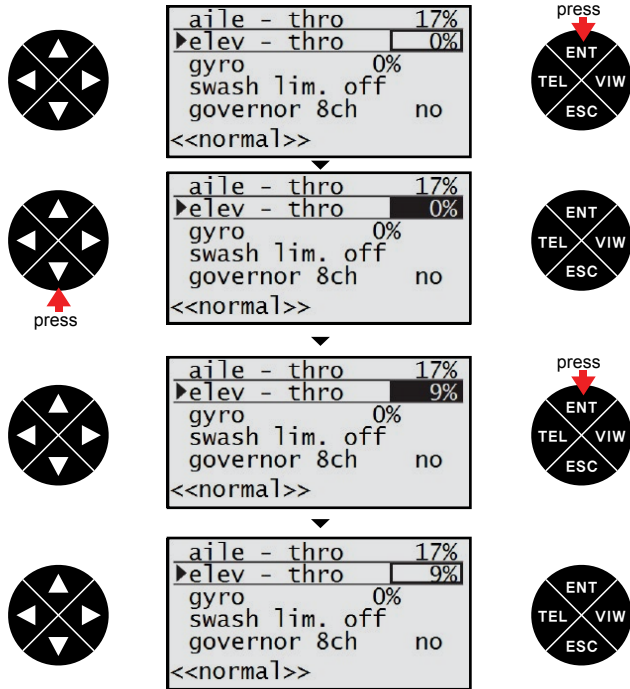 press
aile - thro 17%
elev - thro 0%
gyro 0%
swash lim. off
governor 8ch no
<<normal>>
ENT
TEL VIW
ESC
aile - thro 17%
elev - thro 0%
gyro 0%
swash lim. off
governor 8ch no
<<normal>>
ENT
TEL VIW
ESC
press
press
aile - thro 17%
elev - thro 9%
gyro 0%
swash lim. off
governor 8ch no
<<normal>>
ENT
TEL VIW
ESC
aile - thro 17%
elev - thro 9%
gyro 0%
swash lim. off
governor 8ch no
<<normal>>
ENT
TEL VIW
ESC